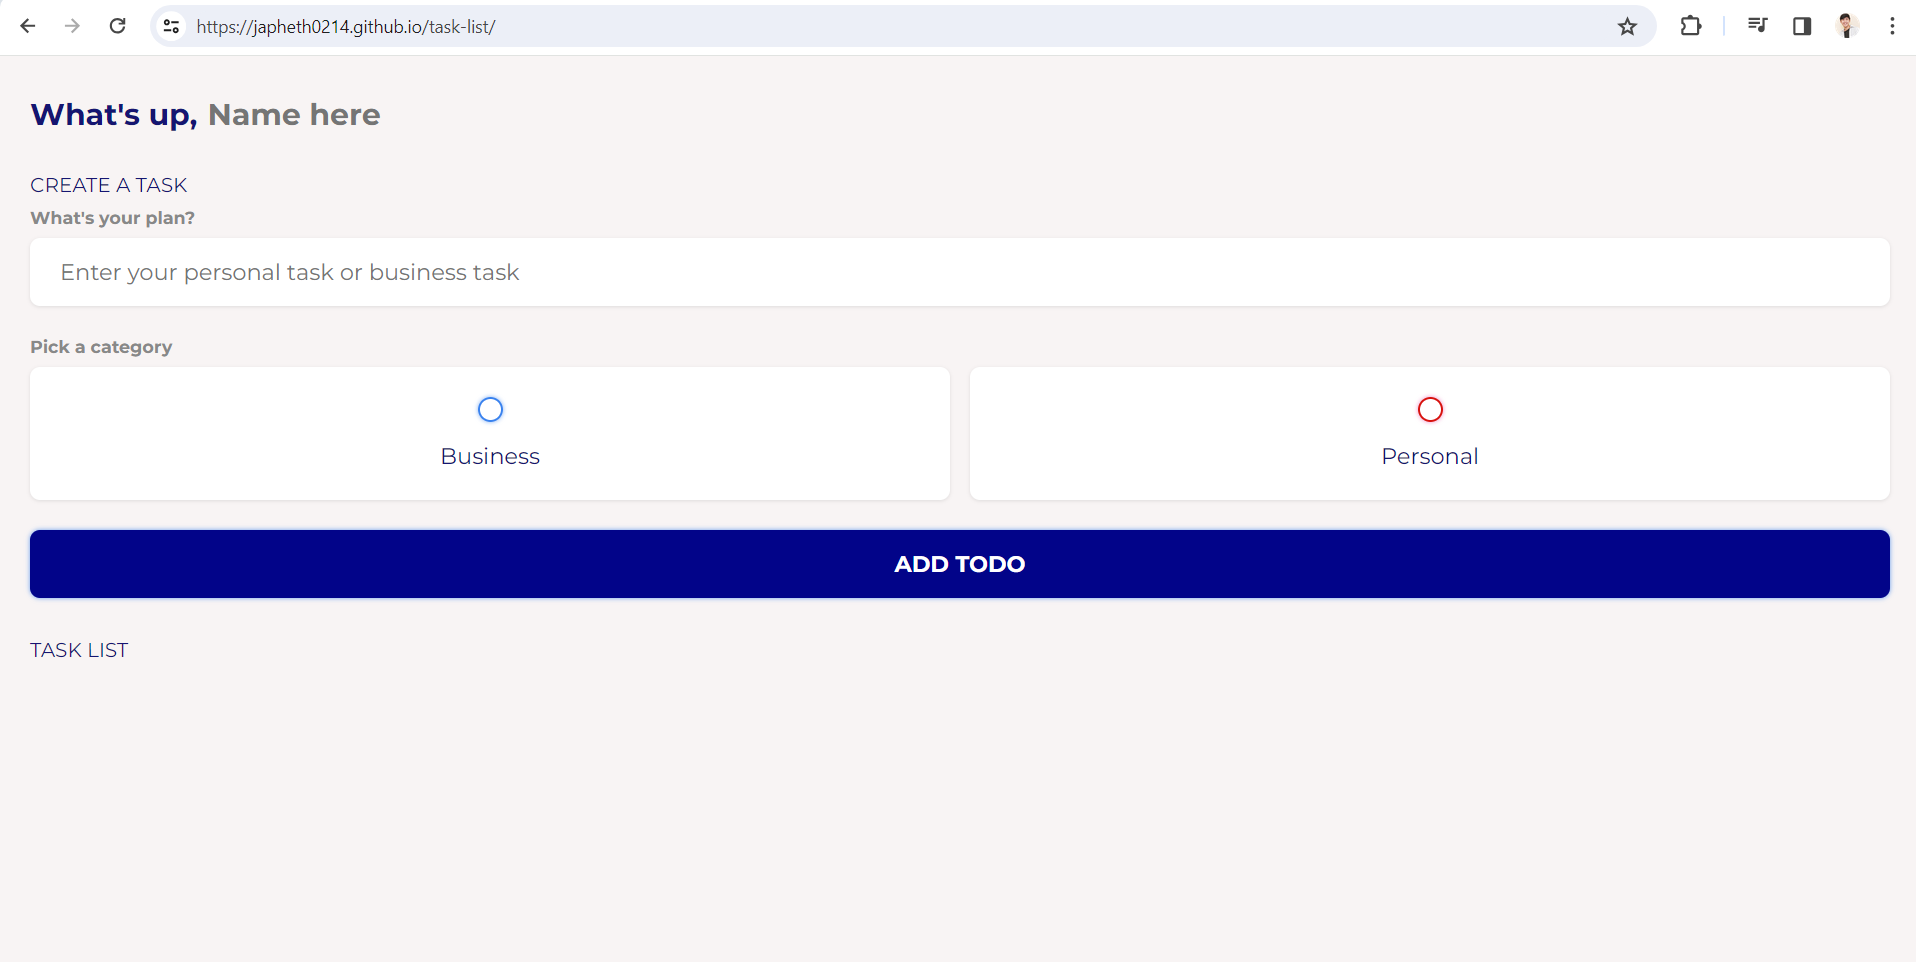 https://japheth0214.github.io/task-list/
What's up, Name here
CREATE A TASK
What's your plan?
Enter your personal task or business task
Pick a category
Business
Personal
ADD TODO
TASK LIST